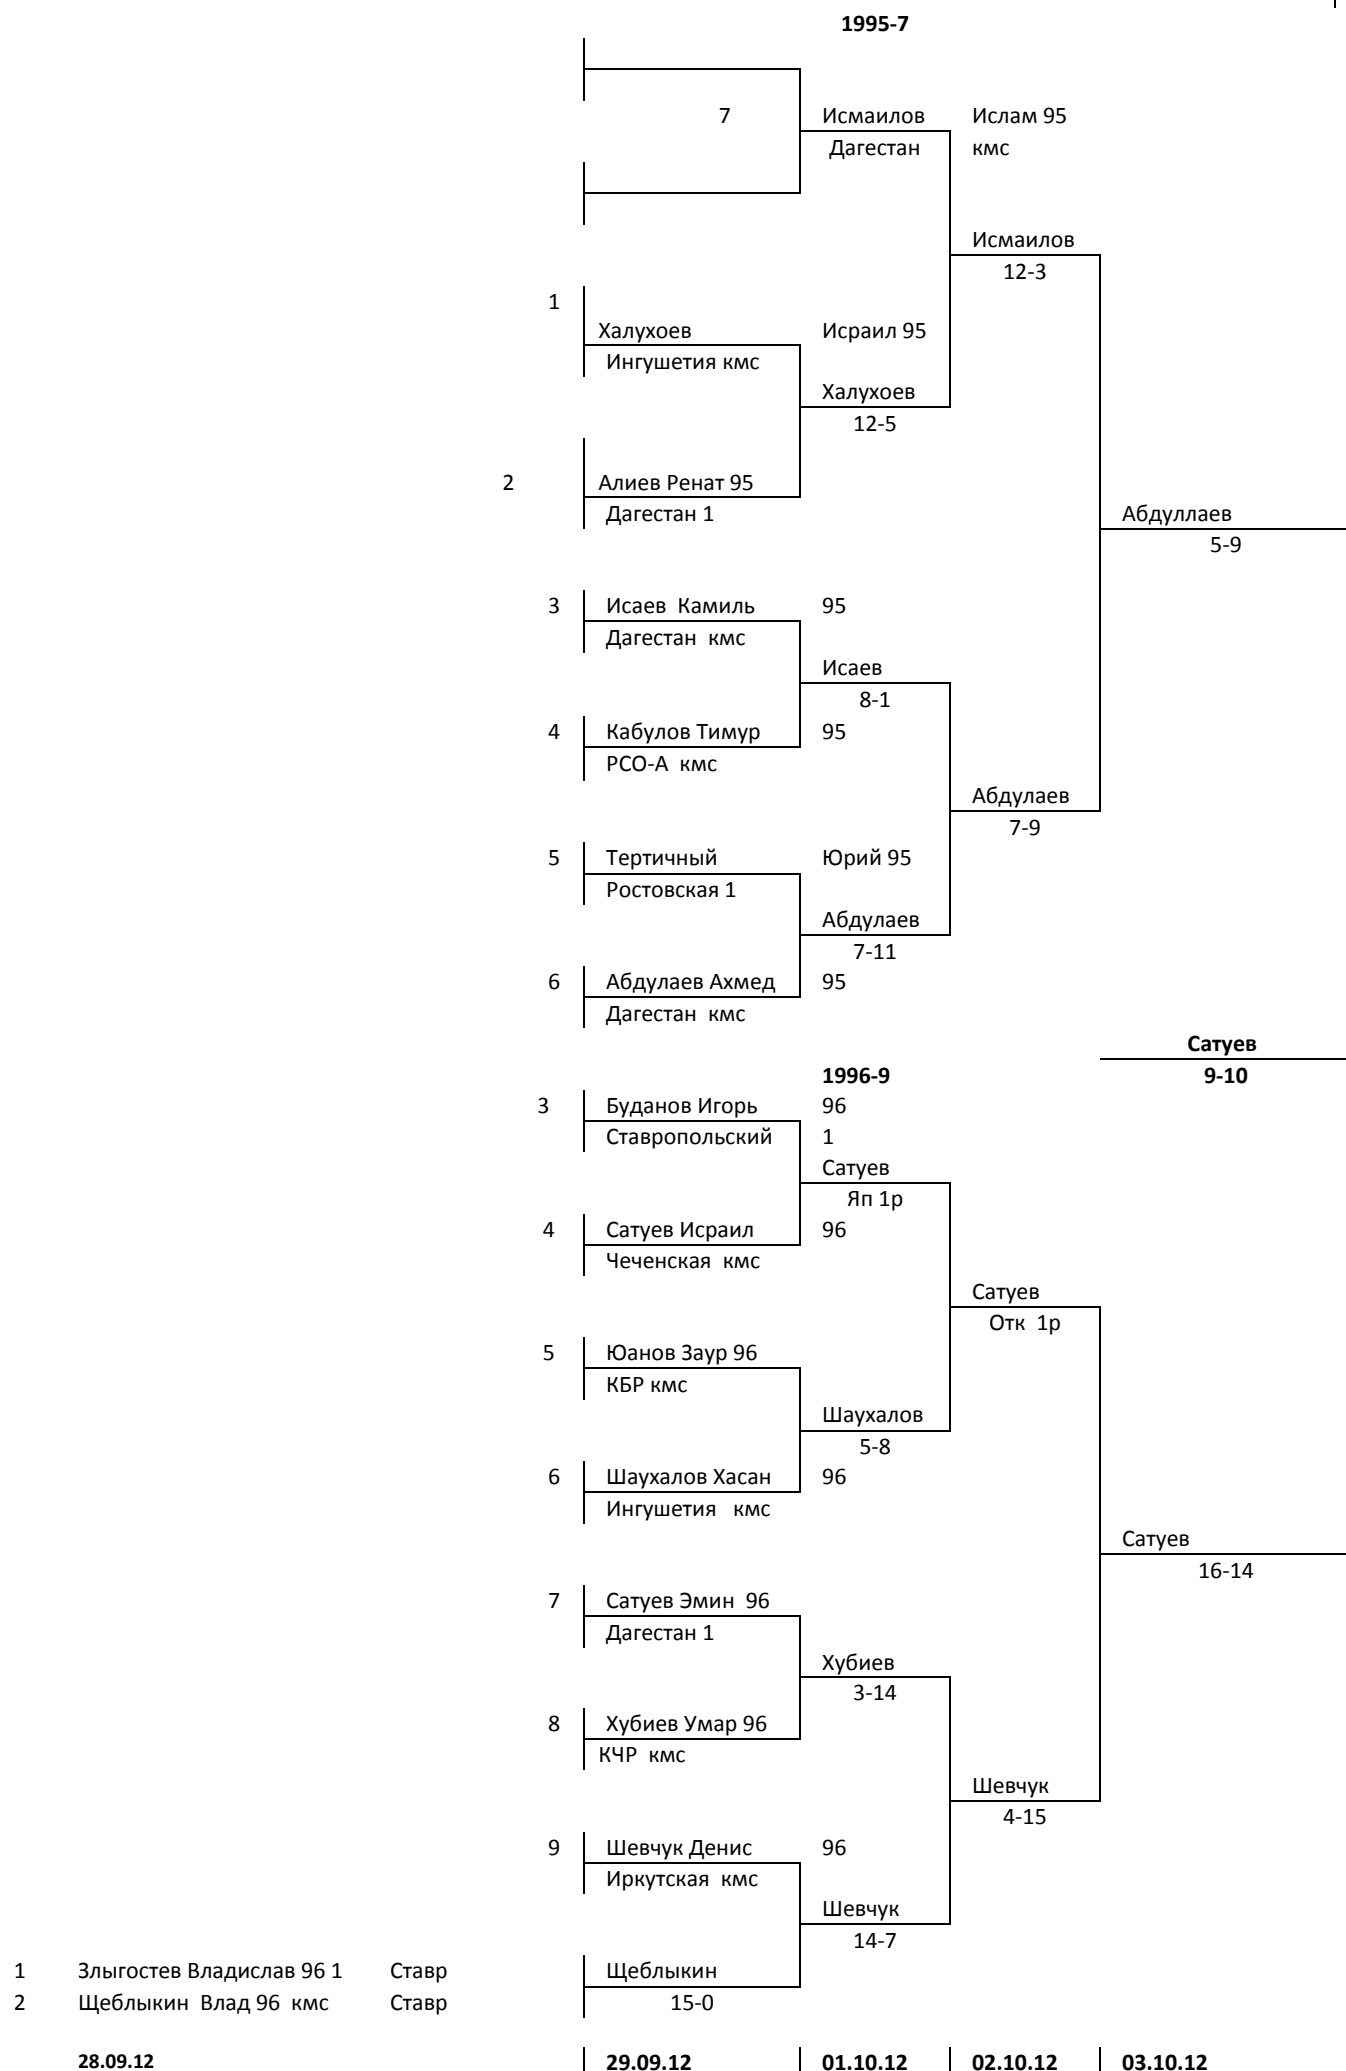 1995-7
7 Исмаилов Ислам 95
Дагестан кмс
Исмаилов
12-3
1
Халухоев Исраил 95
Ингушетия кмс
Халухоев
12-5
2 Алиев Ренат 95
Дагестан 1 Абдуллаев
5-9
3 Исаев Камиль 95
Дагестан кмс
Исаев
8-1
4 Кабулов Тимур 95
РСО-А кмс
Абдулаев
7-9
5 Тертичный Юрий 95
Ростовская 1
Абдулаев
7-11
6 Абдулаев Ахмед 95
Дагестан кмс
Сатуев
1996-9 9-10
3 Буданов Игорь 96
Ставропольский 1
Сатуев
Яп 1р
4 Сатуев Исраил 96
Чеченская кмс
Сатуев
Отк 1р
5 Юанов Заур 96
КБР кмс
Шаухалов
5-8
6 Шаухалов Хасан 96
Ингушетия кмс
Сатуев
16-14
7 Сатуев Эмин 96
Дагестан 1
Хубиев
3-14
8 Хубиев Умар 96
КЧР кмс
Шевчук
4-15
9 Шевчук Денис 96
Иркутская кмс
Шевчук
14-7
1 Злыгостев Владислав 96 1 Ставр Щеблыкин
2 Щеблыкин Влад 96 кмс Ставр 15-0
28.09.12 29.09.12 01.10.12 02.10.12 03.10.12